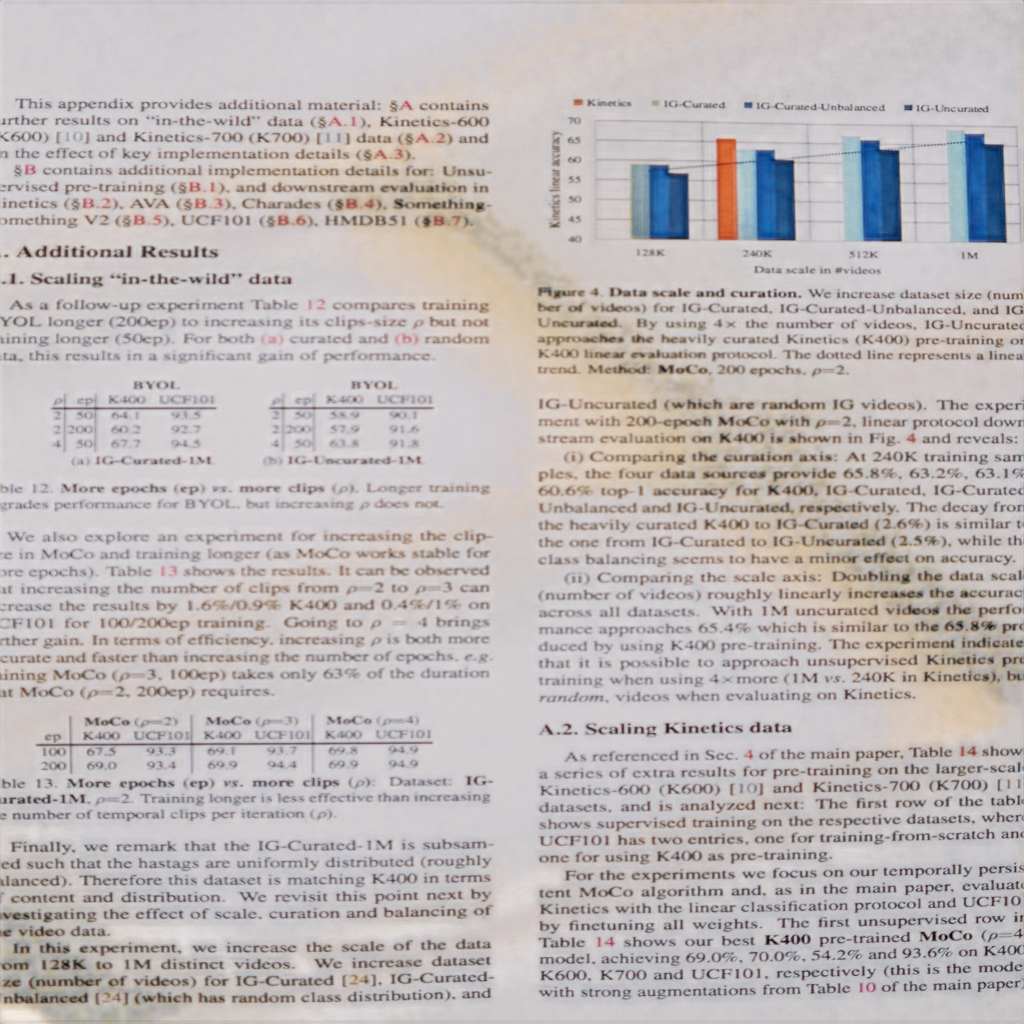 This appendix provides additional material: §A contains
urther results on "in-the-wild" data (§A.1), Kinetics-600
K600) [10] and Kinetics-700 (K700) [11] data (§A.2) and
n the effect of key implementation details (§A.3).
§B contains additional implementation details for: Unsu-
ervised pre-training (§B.1), and downstream evaluation in
inetics (§B.2), AVA (§B.3), Charades (§B.4), Something-
omething V2 (§B.5), UCF101 (§B.6), HMDB51 (§B.7).
. Additional Results
.1. Scaling "in-the-wild" data
As a follow-up experiment Table 12 compares training
YOL longer (200ep) to increasing its clips-size ρ but not
aining longer (50ep). For both (a) curated and (b) random
ata, this results in a significant gain of performance.
BYOL
ρ ep K400 UCF101
2 50 64.1 93.5
2 200 60.2 92.7
4 50 67.7 94.5
(a) IG-Curated-1M.
BYOL
ρ ep K400 UCF101
2 50 58.9 90.1
2 200 57.9 91.6
4 50 63.8 91.8
(b) IG-Uncurated-1M.
ble 12. More epochs (ep) vs. more clips (ρ). Longer training
grades performance for BYOL, but increasing ρ does not.
We also explore an experiment for increasing the clip-
ze in MoCo and training longer (as MoCo works stable for
ore epochs). Table 13 shows the results. It can be observed
at increasing the number of clips from ρ=2 to ρ=3 can
crease the results by 1.6%/0.9% K400 and 0.4%/1% on
CF101 for 100/200ep training. Going to ρ = 4 brings
rther gain. In terms of efficiency, increasing ρ is both more
curate and faster than increasing the number of epochs, e.g.
aining MoCo (ρ=3, 100ep) takes only 63% of the duration
at MoCo (ρ=2, 200ep) requires.
MoCo (ρ=2) MoCo (ρ=3) MoCo (ρ=4)
ep K400 UCF101 K400 UCF101 K400 UCF101
100 67.5 93.3 69.1 93.7 69.8 94.9
200 69.0 93.4 69.9 94.4 69.9 94.9
ble 13. More epochs (ep) vs. more clips (ρ): Dataset: IG-
urated-1M, ρ=2. Training longer is less effective than increasing
e number of temporal clips per iteration (ρ).
Finally, we remark that the IG-Curated-1M is subsam-
ed such that the hastags are uniformly distributed (roughly
alanced). Therefore this dataset is matching K400 in terms
f content and distribution. We revisit this point next by
vestigating the effect of scale, curation and balancing of
e video data.
In this experiment, we increase the scale of the data
om 128K to 1M distinct videos. We increase dataset
ze (number of videos) for IG-Curated [24], IG-Curated-
nbalanced [24] (which has random class distribution), and
Kinetics IG-Curated IG-Curated-Unbalanced IG-Uncurated
Kinetics linear accuracy
70
65
60
55
50
45
40
128K 240K 512K 1M
Data scale in #videos
Figure 4. Data scale and curation. We increase dataset size (num
ber of videos) for IG-Curated, IG-Curated-Unbalanced, and IG
Uncurated. By using 4× the number of videos, IG-Uncurated
approaches the heavily curated Kinetics (K400) pre-training on
K400 linear evaluation protocol. The dotted line represents a linea
trend. Method: MoCo, 200 epochs, ρ=2.
IG-Uncurated (which are random IG videos). The experi
ment with 200-epoch MoCo with ρ=2, linear protocol down
stream evaluation on K400 is shown in Fig. 4 and reveals:
(i) Comparing the curation axis: At 240K training sam
ples, the four data sources provide 65.8%, 63.2%, 63.1%
60.6% top-1 accuracy for K400, IG-Curated, IG-Curated
Unbalanced and IG-Uncurated, respectively. The decay from
the heavily curated K400 to IG-Curated (2.6%) is similar to
the one from IG-Curated to IG-Uncurated (2.5%), while th
class balancing seems to have a minor effect on accuracy.
(ii) Comparing the scale axis: Doubling the data scal
(number of videos) roughly linearly increases the accurac
across all datasets. With 1M uncurated videos the perfo
mance approaches 65.4% which is similar to the 65.8% pro
duced by using K400 pre-training. The experiment indicate
that it is possible to approach unsupervised Kinetics pre
training when using 4×more (1M vs. 240K in Kinetics), bu
random, videos when evaluating on Kinetics.
A.2. Scaling Kinetics data
As referenced in Sec. 4 of the main paper, Table 14 show
a series of extra results for pre-training on the larger-scal
Kinetics-600 (K600) [10] and Kinetics-700 (K700) [11
datasets, and is analyzed next: The first row of the table
shows supervised training on the respective datasets, where
UCF101 has two entries, one for training-from-scratch and
one for using K400 as pre-training.
For the experiments we focus on our temporally persis
tent MoCo algorithm and, as in the main paper, evaluate
Kinetics with the linear classification protocol and UCF10
by finetuning all weights. The first unsupervised row in
Table 14 shows our best K400 pre-trained MoCo (ρ=4
model, achieving 69.0%, 70.0%, 54.2% and 93.6% on K400
K600, K700 and UCF101, respectively (this is the mode
with strong augmentations from Table 10 of the main paper)